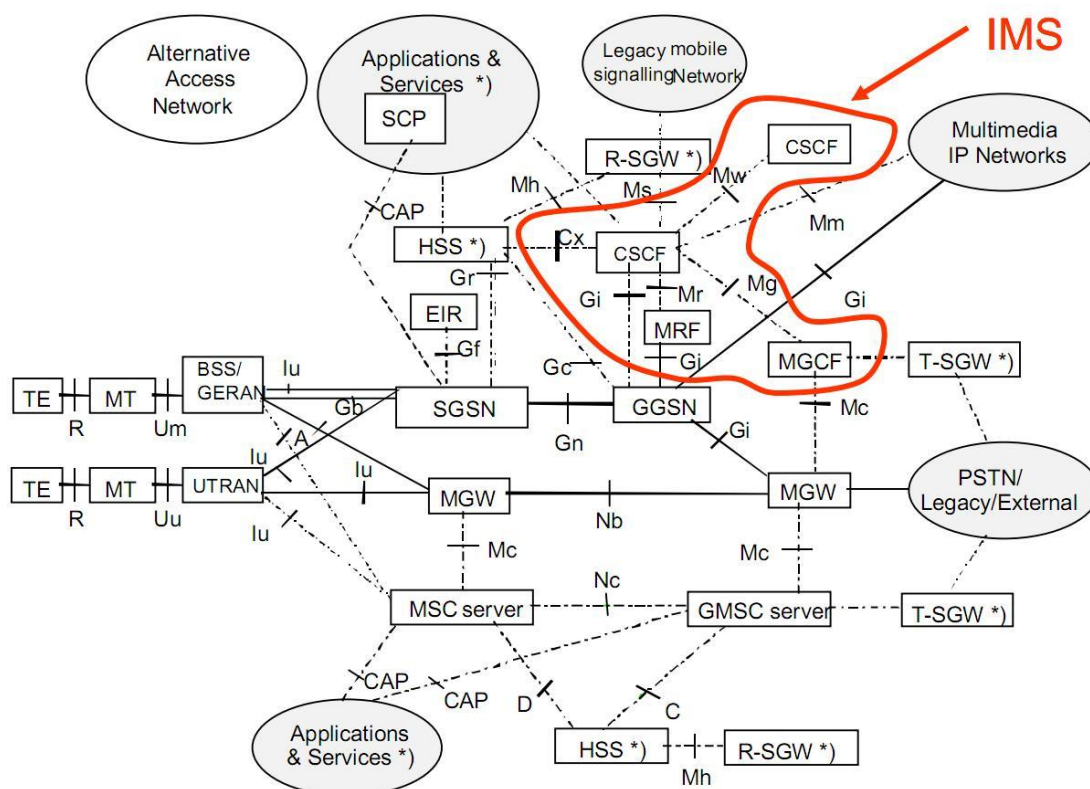 IMS
Alternative
Access
Network
Applications &
Services *)
SCP
Legacy mobile
signalling Network
Multimedia
IP Networks
CSCF
R-SGW *)
Mh
Ms
Mw
Mm
CAP
HSS *)
Cx
CSCF
Gr
Gi
Mr
Mg
Gi
EIR
MRF
Gf
Gc
Gi
MGCF
T-SGW *)
BSS/
GERAN
Iu
TE
MT
SGSN
GGSN
R
Um
Gb
Gn
Gi
Mc
A
Iu
Iu
TE
MT
UTRAN
MGW
MGW
PSTN/
Legacy/External
R
Uu
Nb
Iu
Mc
Mc
Nc
MSC server
GMSC server
T-SGW *)
CAP
CAP
D
C
Applications
& Services *)
HSS *)
R-SGW *)
Mh